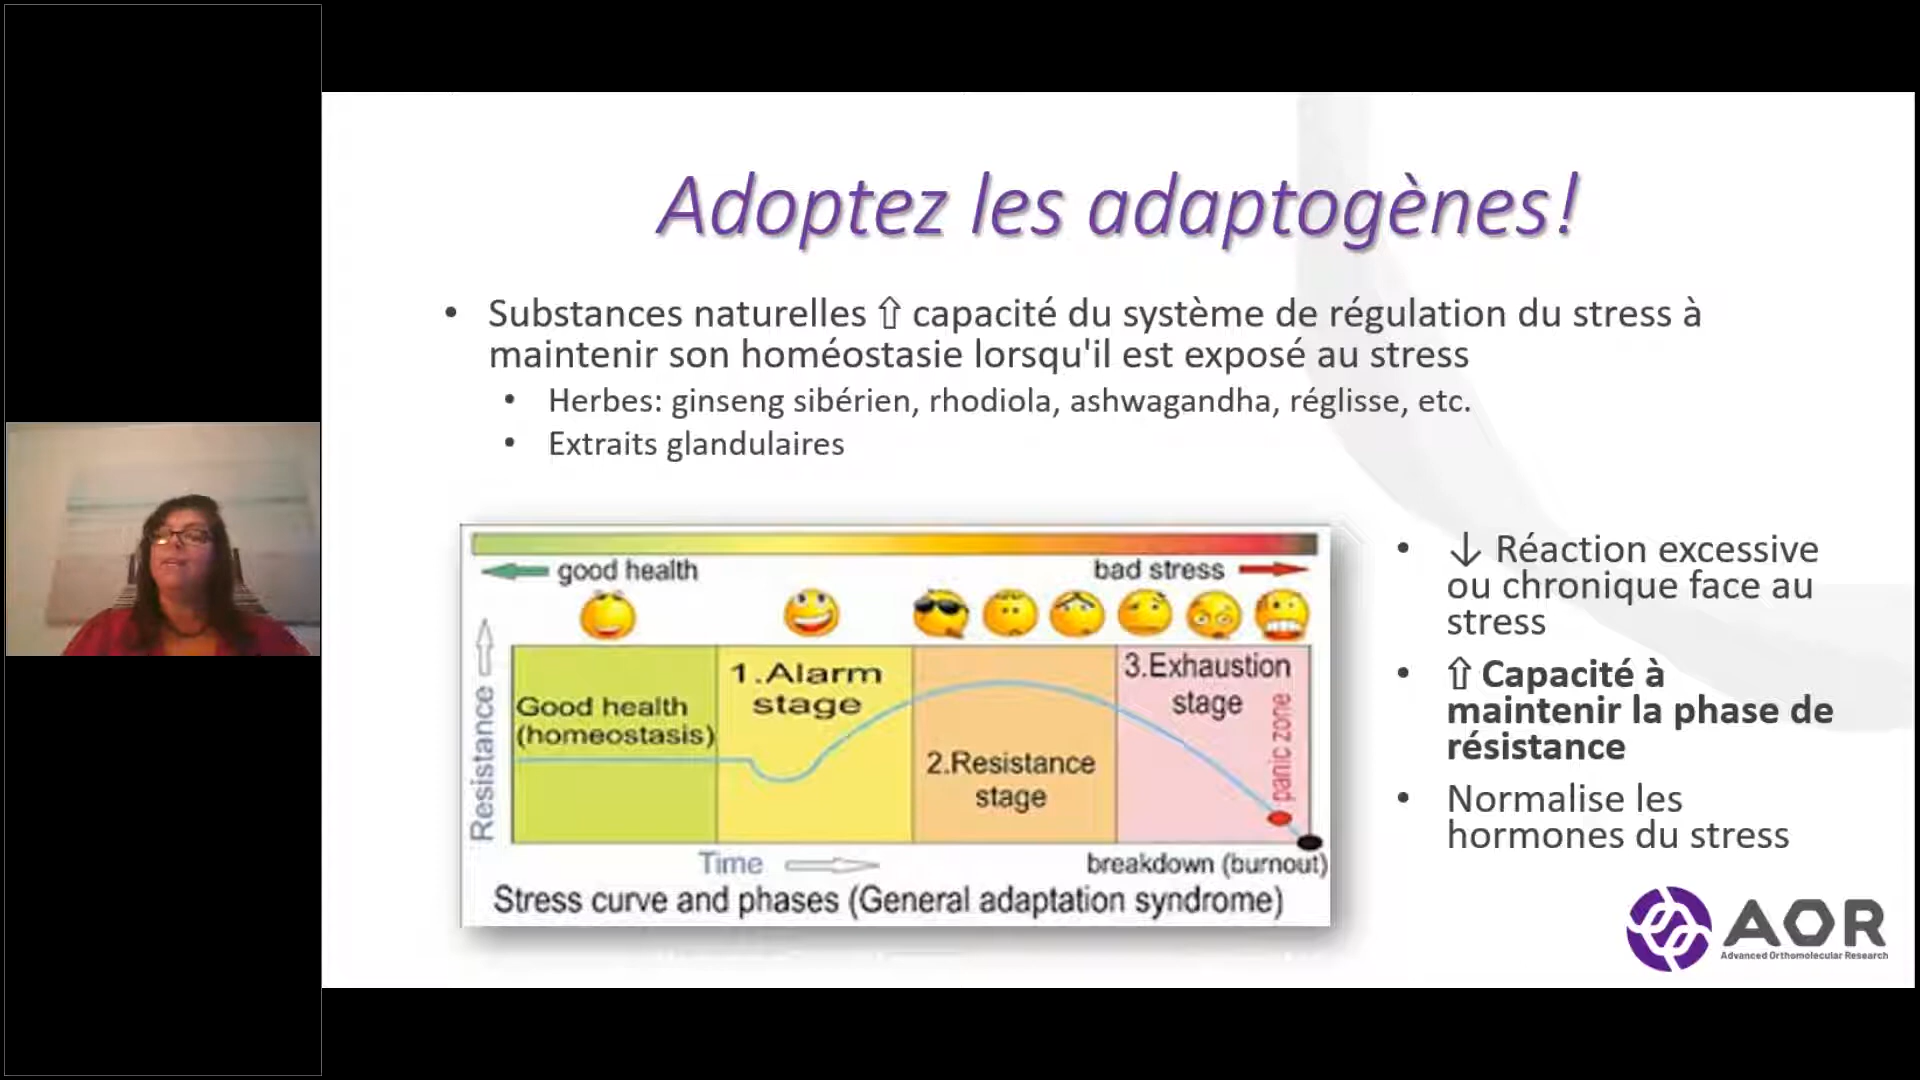 Adoptez les adaptogènes!
• Substances naturelles ⇧ capacité du système de régulation du stress à
maintenir son homéostasie lorsqu'il est exposé au stress
• Herbes: ginseng sibérien, rhodiola, ashwagandha, réglisse, etc.
• Extraits glandulaires
good health
bad stress
Resistance
Good health
(homeostasis)
1.Alarm
stage
2.Resistance
stage
3.Exhaustion
stage
panic zone
Time
breakdown (burnout)
Stress curve and phases (General adaptation syndrome)
• ↓ Réaction excessive
ou chronique face au
stress
• ⇧ Capacité à
maintenir la phase de
résistance
• Normalise les
hormones du stress
AOR
Advanced Orthomolecular Research